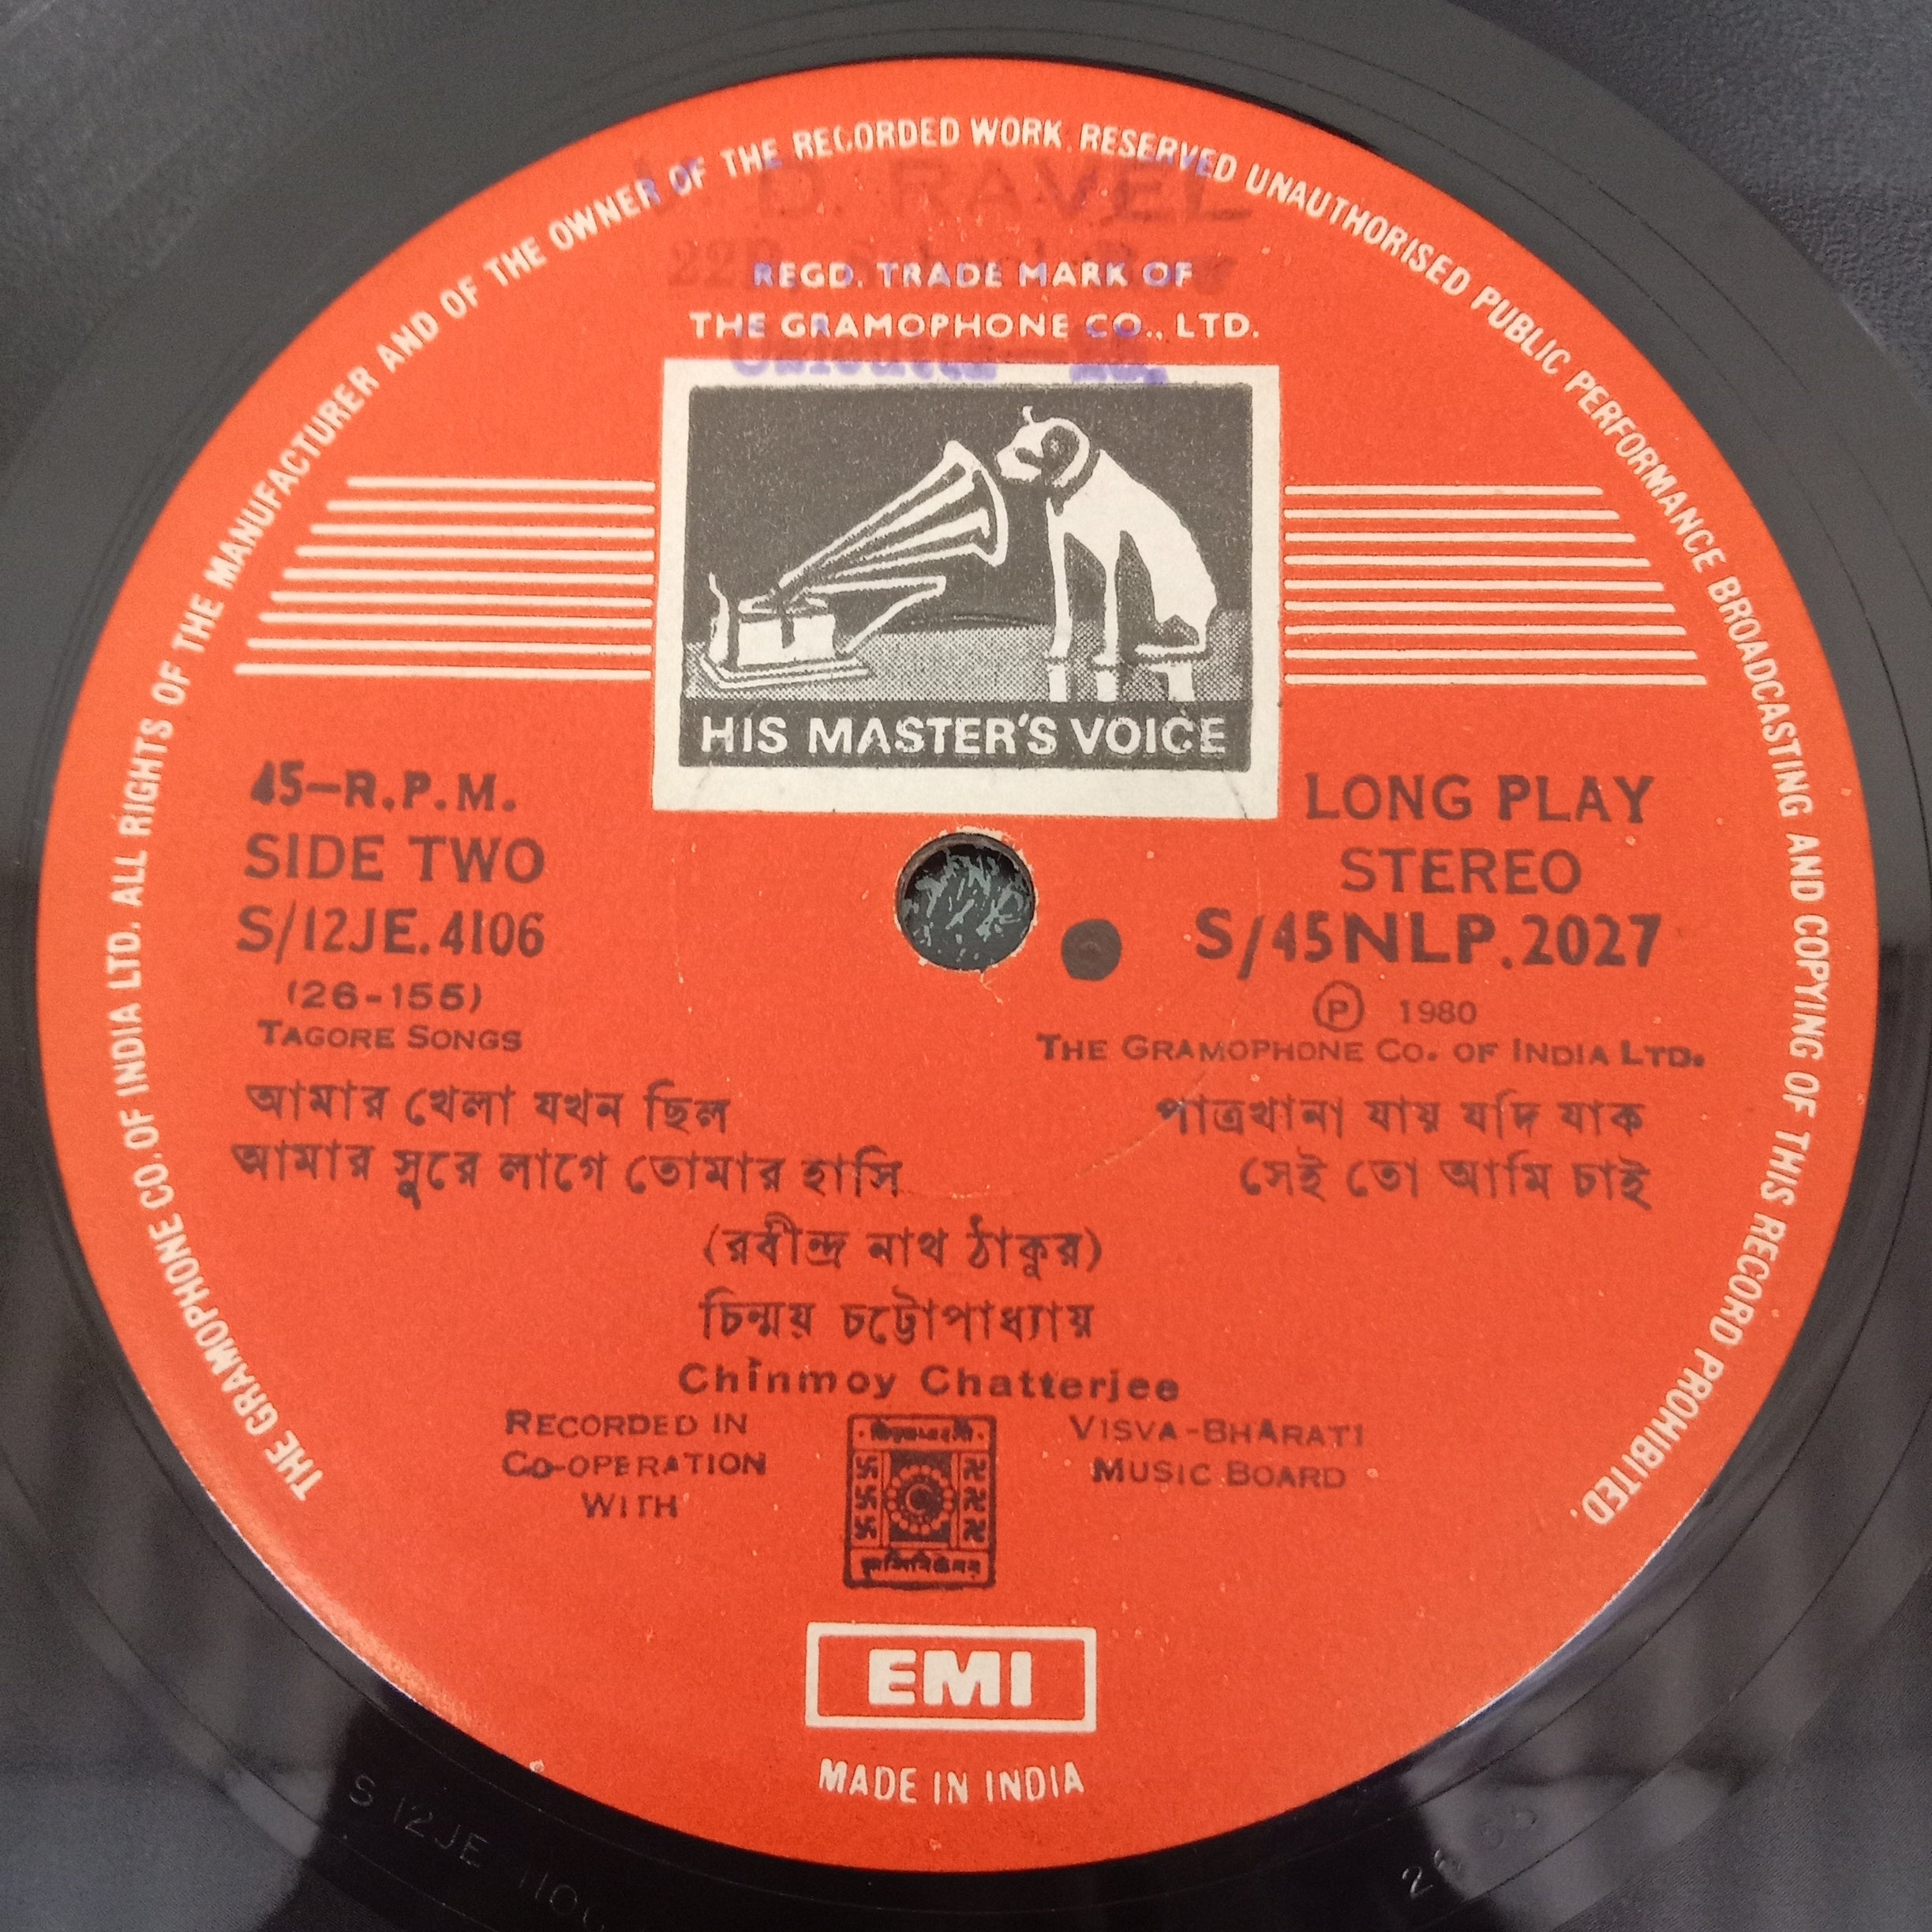 THE GRAMOPHONE CO. OF INDIA LTD. ALL RIGHTS OF THE MANUFACTURER AND OF THE OWNER OF THE RECORDED WORK RESERVED UNAUTHORISED PUBLIC PERFORMANCE BROADCASTING AND COPYING OF THIS RECORD PROHIBITED.
D. RAVEL
REGD. TRADE MARK OF
THE GRAMOPHONE CO., LTD.
HIS MASTER'S VOICE
45-R.P.M.
SIDE TWO
S/12JE.4106
(26-155)
TAGORE SONGS
LONG PLAY
STEREO
S/45NLP.2027
Ⓟ 1980
THE GRAMOPHONE CO. OF INDIA LTD.
আমার খেলা যখন ছিল
আমার সুরে লাগে তোমার হাসি
পাত্রখানা যায় যদি যাক
সেই তো আমি চাই
(রবীন্দ্র নাথ ঠাকুর)
চিন্ময় চট্টোপাধ্যায়
Chinmoy Chatterjee
RECORDED IN
CO-OPERATION
WITH
VISVA-BHARATI
MUSIC BOARD
EMI
MADE IN INDIA
S 12JE